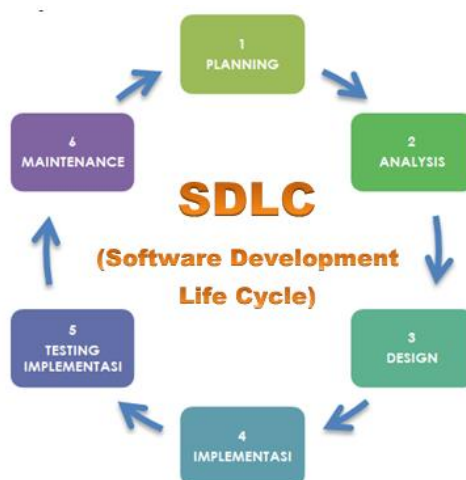 1
PLANNING
2
ANALYSIS
3
DESIGN
4
IMPLEMENTASI
5
TESTING
IMPLEMENTASI
6
MAINTENANCE
SDLC
(Software Development
Life Cycle)